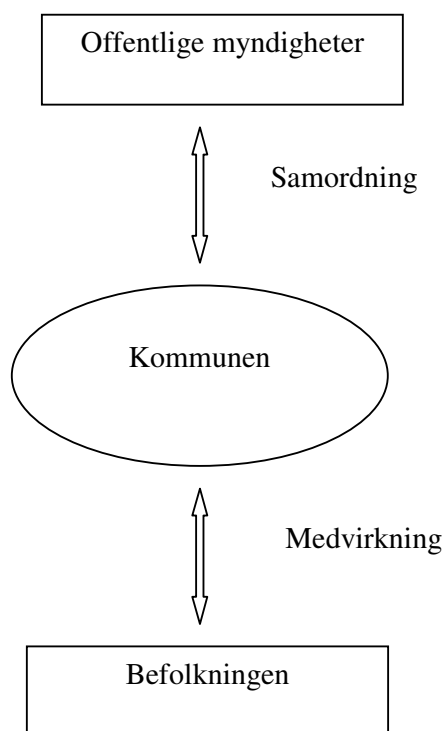 Offentlige myndigheter
Samordning
Kommunen
Medvirkning
Befolkningen